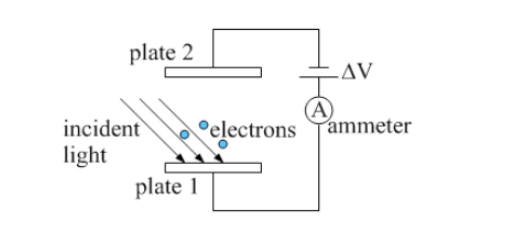 plate 2
ΔV
A
incident
light
electrons
ammeter
plate 1